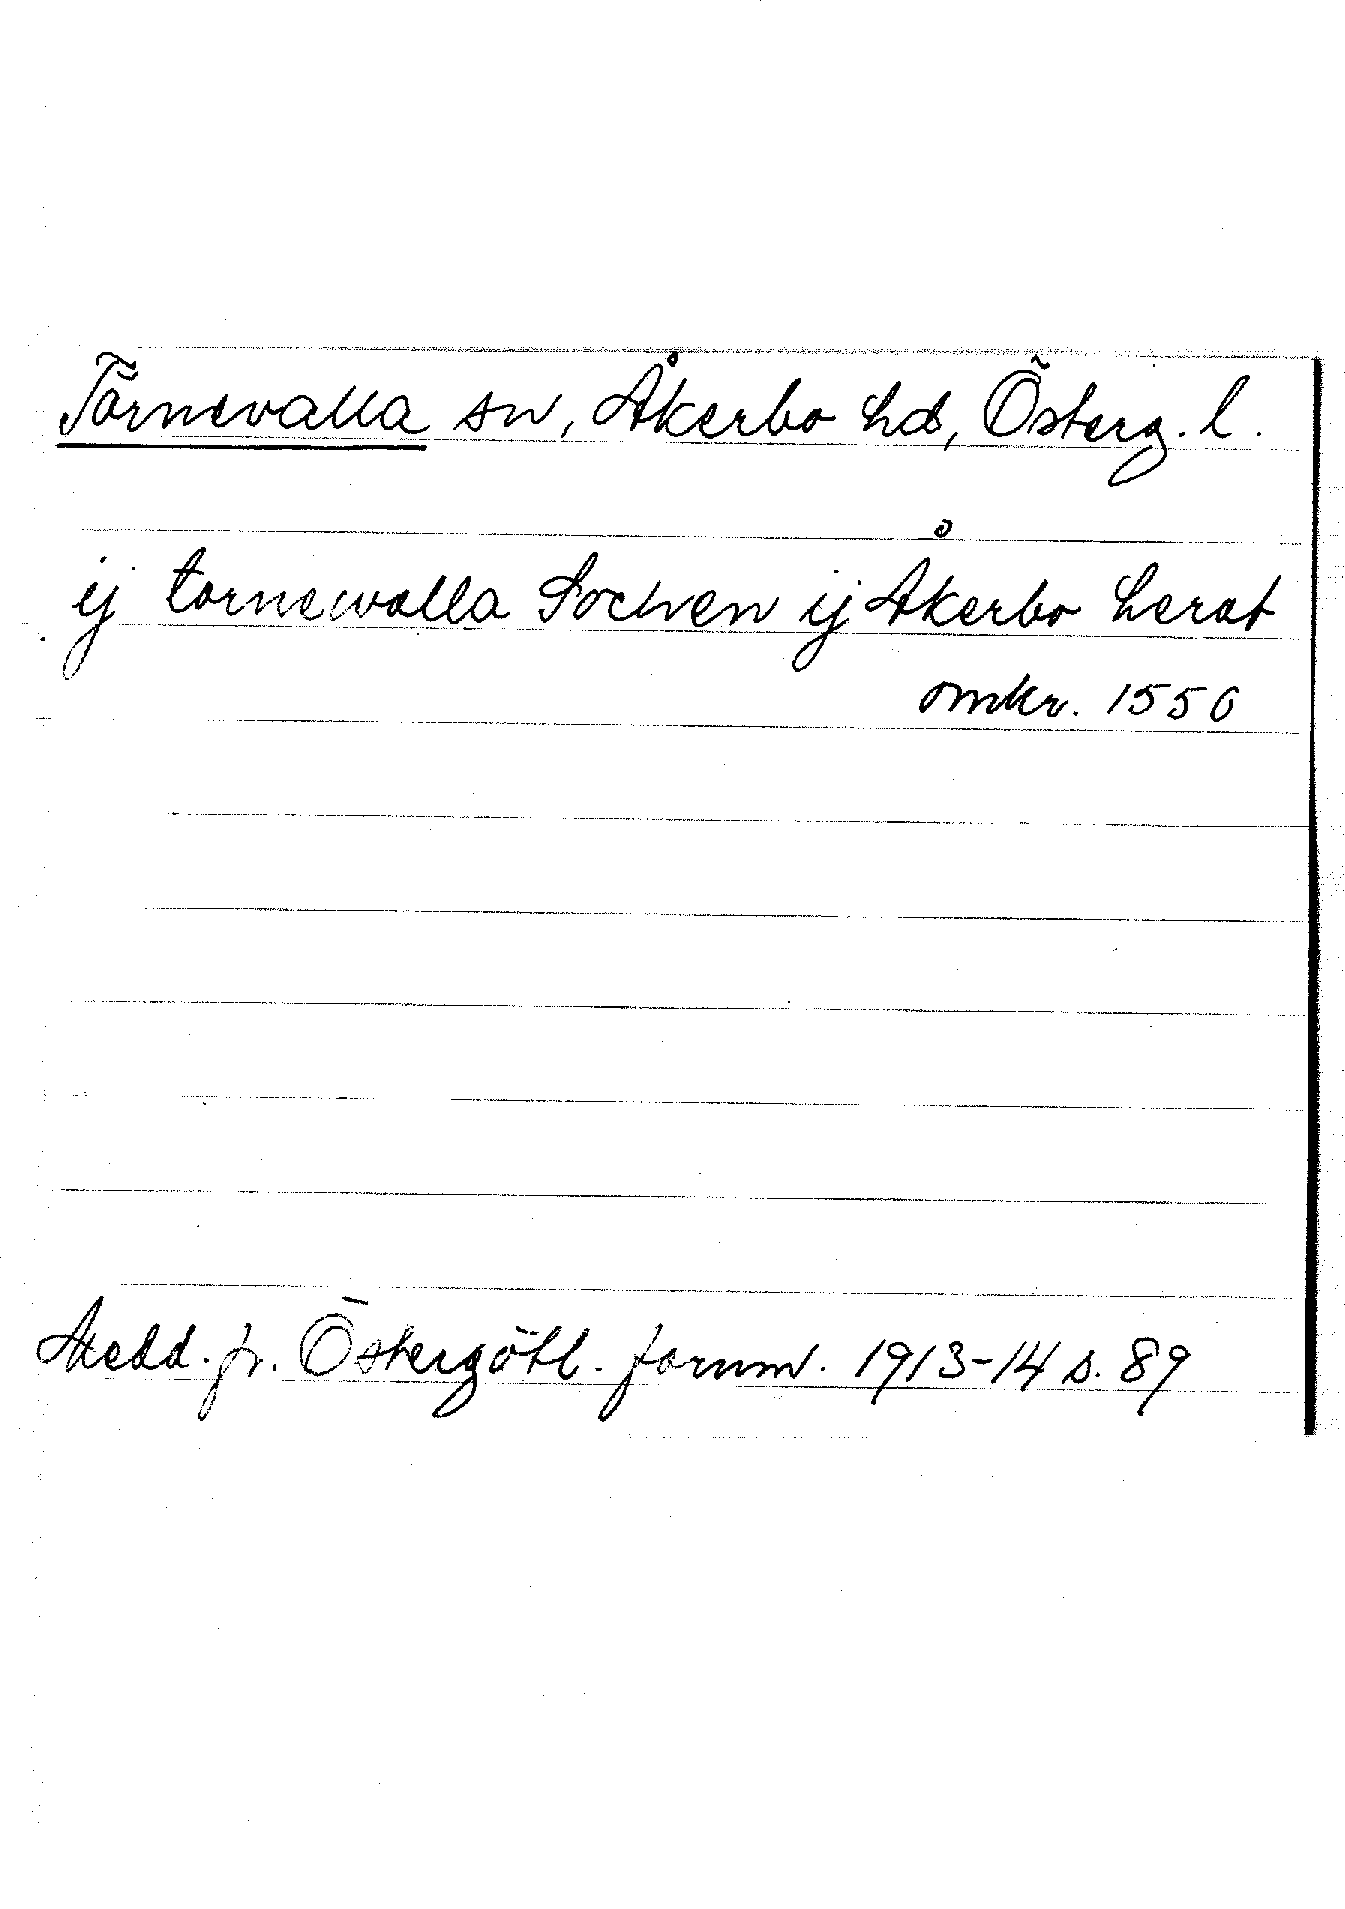 Törnevalla sn, Åkerbo hd, Österg. l.
ij tornewalla Sochen ij Åkerbo herat
omkr. 1550
Medd. fr. Östergötl. fornm. 1913-14 s. 89